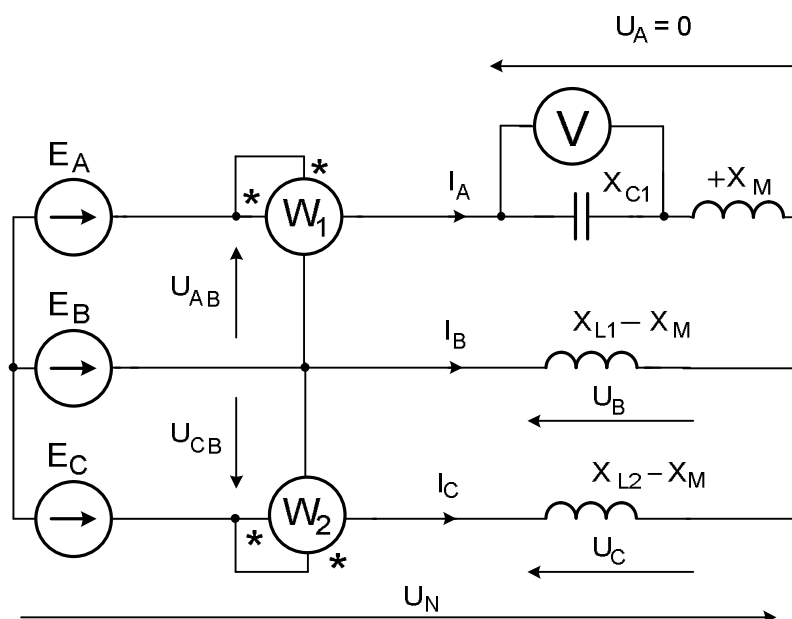 U_A = 0
V
E_A
*
*
W_1
I_A
X_C1
+X_M
U_AB
E_B
I_B
X_L1 − X_M
U_B
U_CB
E_C
I_C
X_L2 − X_M
W_2
*
*
U_C
U_N